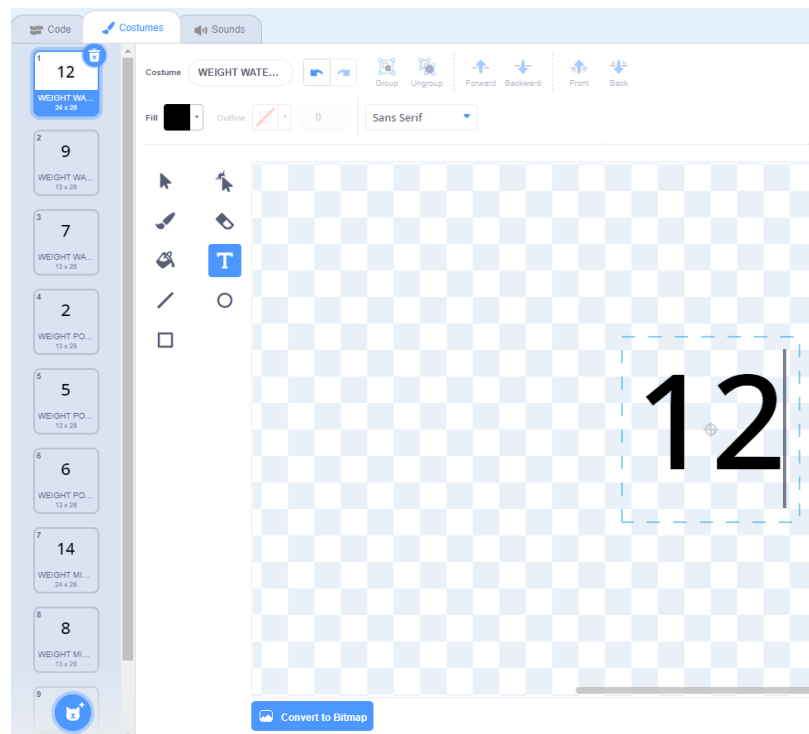 Code Costumes Sounds
1
12
WEIGHT WA...
24 x 28
2
9
WEIGHT WA...
13 x 28
3
7
WEIGHT WA...
13 x 28
4
2
WEIGHT PO...
13 x 28
5
5
WEIGHT PO...
13 x 28
6
6
WEIGHT PO...
13 x 28
7
14
WEIGHT MI...
24 x 28
8
8
WEIGHT MI...
13 x 28
9
Costume WEIGHT WATE...
Group Ungroup Forward Backward Front Back
Fill Outline 0 Sans Serif
T
12
Convert to Bitmap